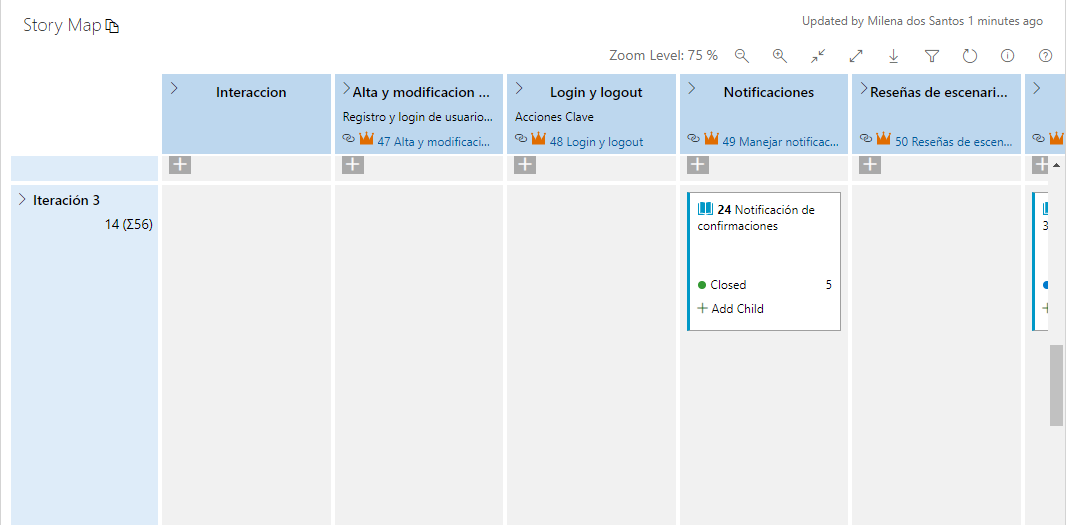 Story Map
Updated by Milena dos Santos 1 minutes ago
Zoom Level: 75 %
Interaccion
Alta y modificacion ...
Registro y login de usuario...
47 Alta y modificaci...
Login y logout
Acciones Clave
48 Login y logout
Notificaciones
49 Manejar notificac...
Reseñas de escenari...
50 Reseñas de escen...
Iteración 3
14 (Σ56)
24 Notificación de
confirmaciones
Closed 5
+ Add Child
3